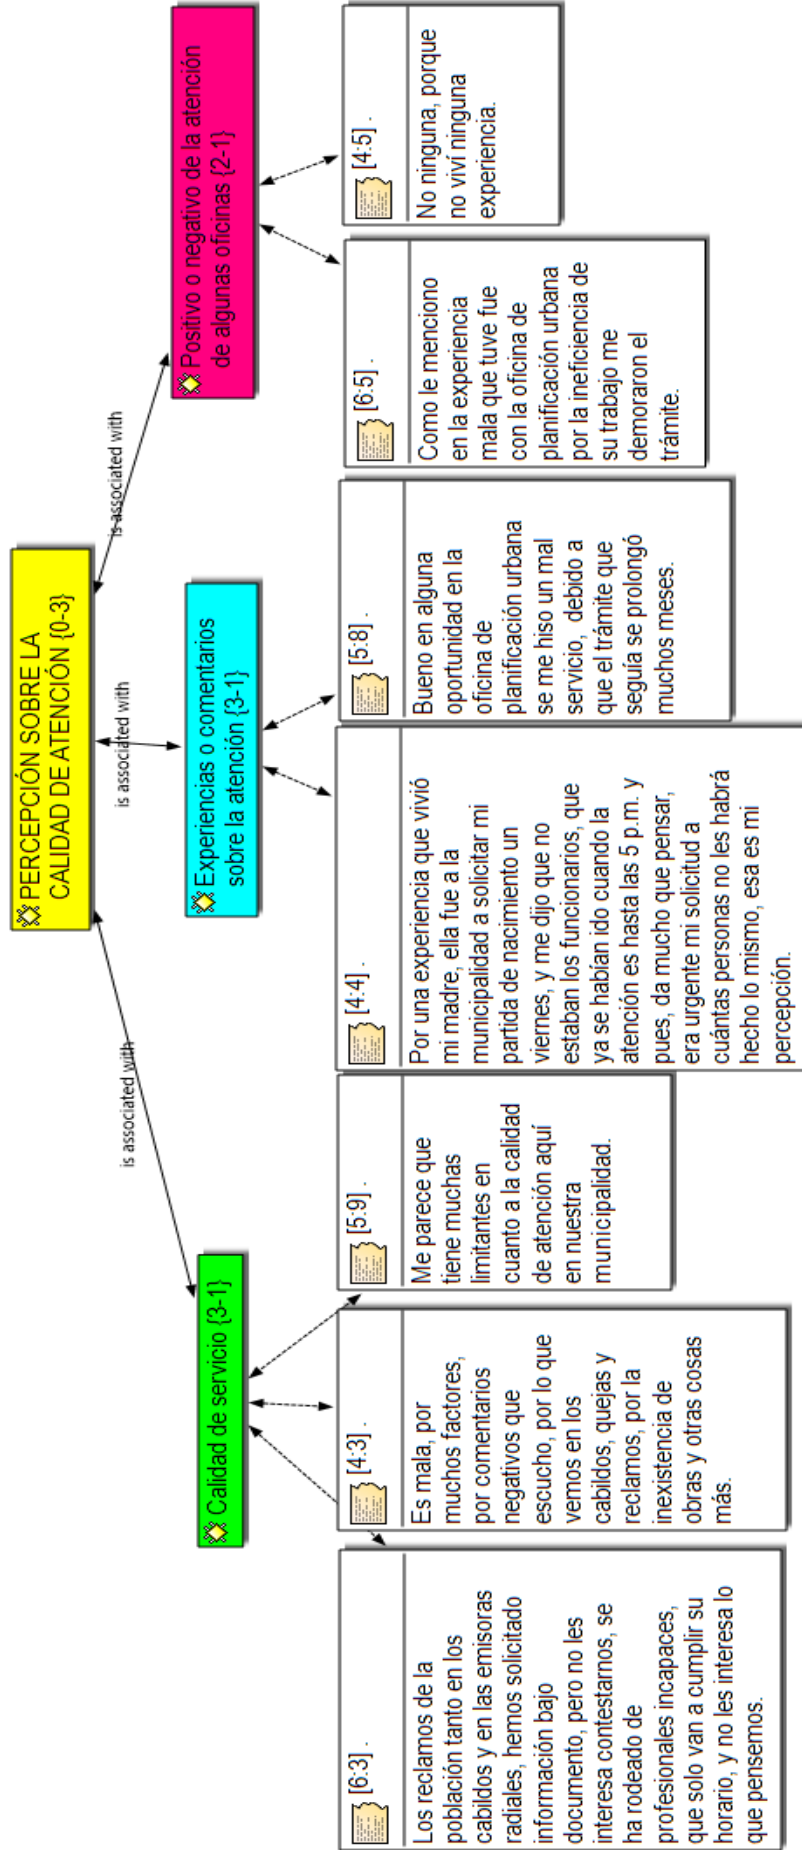 PERCEPCIÓN SOBRE LA
CALIDAD DE ATENCIÓN {0-3}
is associated with
is associated with
is associated with
Calidad de servicio {3-1}
Experiencias o comentarios
sobre la atención {3-1}
Positivo o negativo de la atención
de algunas oficinas {2-1}
[6:3] .
Los reclamos de la
población tanto en los
cabildos y en las emisoras
radiales, hemos solicitado
información bajo
documento, pero no les
interesa contestarnos, se
ha rodeado de
profesionales incapaces,
que solo van a cumplir su
horario, y no les interesa lo
que pensemos.
[4:3] .
Es mala, por
muchos factores,
por comentarios
negativos que
escucho, por lo que
vemos en los
cabildos, quejas y
reclamos, por la
inexistencia de
obras y otras cosas
más.
[5:9] .
Me parece que
tiene muchas
limitantes en
cuanto a la calidad
de atención aquí
en nuestra
municipalidad.
[4:4] .
Por una experiencia que vivió
mi madre, ella fue a la
municipalidad a solicitar mi
partida de nacimiento un
viernes, y me dijo que no
estaban los funcionarios, que
ya se habían ido cuando la
atención es hasta las 5 p.m. y
pues, da mucho que pensar,
era urgente mi solicitud a
cuántas personas no les habrá
hecho lo mismo, esa es mi
percepción.
[5:8] .
Bueno en alguna
oportunidad en la
oficina de
planificación urbana
se me hiso un mal
servicio,  debido a
que el trámite que
seguía se prolongó
muchos meses.
[6:5] .
Como le menciono
en la experiencia
mala que tuve fue
con la oficina de
planificación urbana
por la ineficiencia de
su trabajo me
demoraron el
trámite.
[4:5] .
No ninguna, porque
no viví ninguna
experiencia.